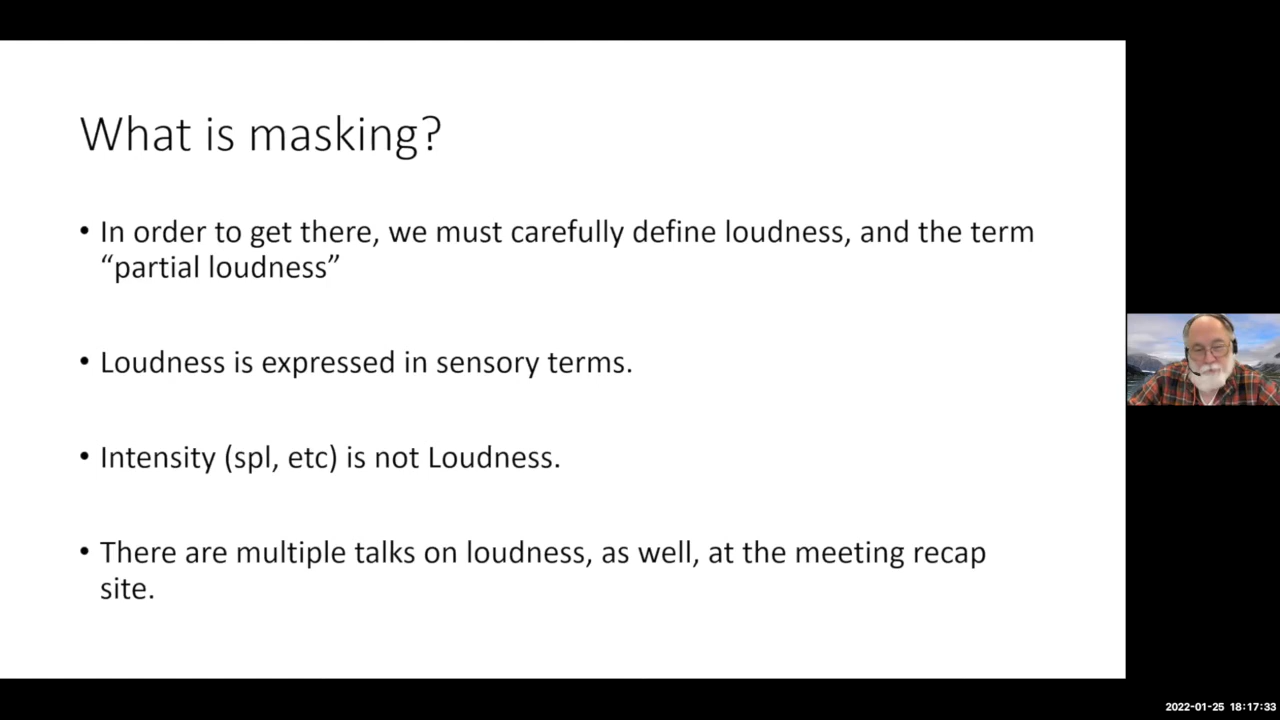 What is masking?
• In order to get there, we must carefully define loudness, and the term
“partial loudness”
• Loudness is expressed in sensory terms.
• Intensity (spl, etc) is not Loudness.
• There are multiple talks on loudness, as well, at the meeting recap
site.
2022-01-25 18:17:33